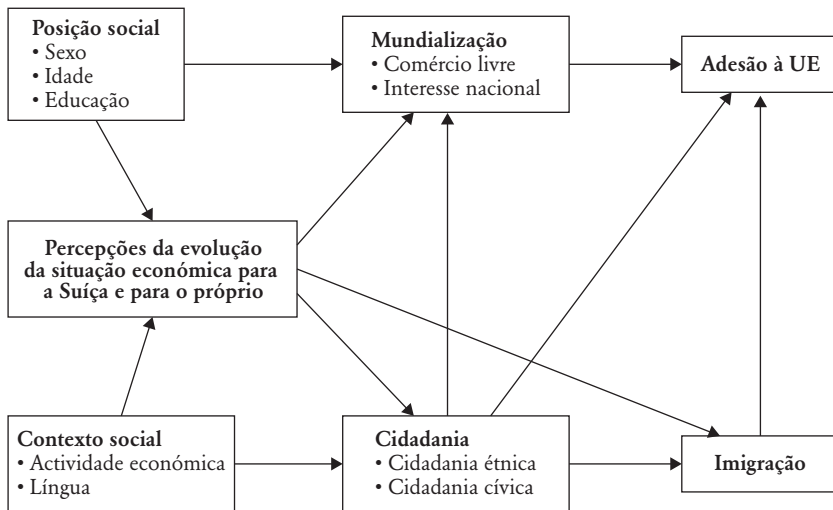 Posição social
• Sexo
• Idade
• Educação
Mundialização
• Comércio livre
• Interesse nacional
Adesão à UE
Percepções da evolução
da situação económica para
a Suíça e para o próprio
Contexto social
• Actividade económica
• Língua
Cidadania
• Cidadania étnica
• Cidadania cívica
Imigração